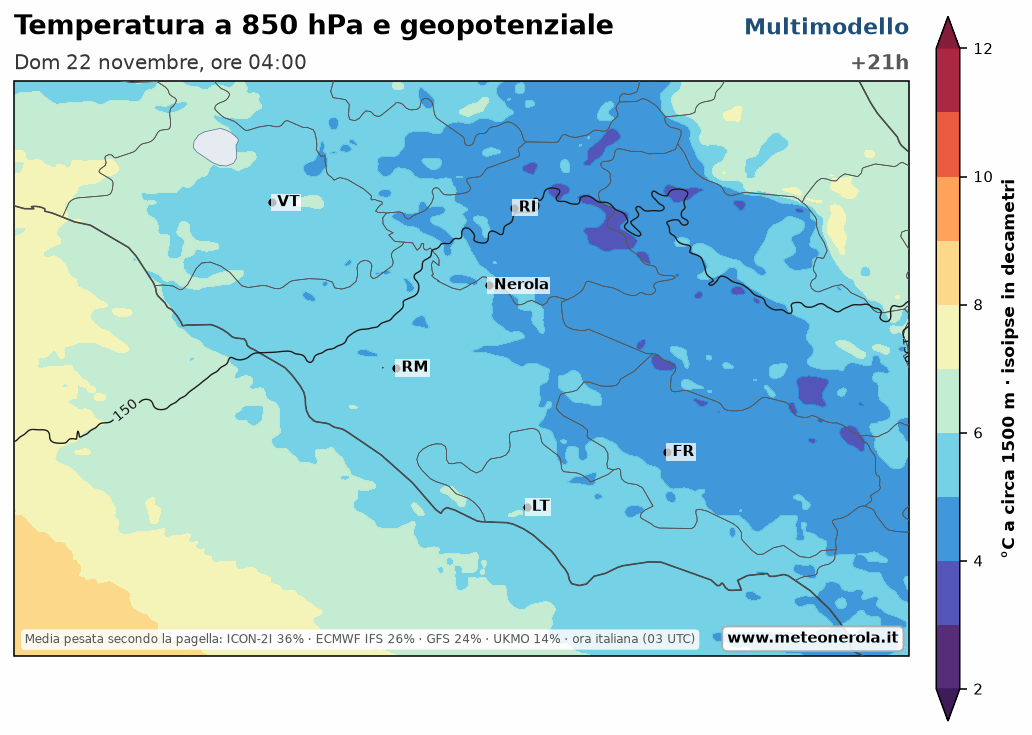 Temperatura a 850 hPa e geopotenziale
Multimodello
Dom 22 novembre, ore 04:00
+21h
VT
RI
Nerola
RM
150
FR
LT
Media pesata secondo la pagella: ICON-2I 36% · ECMWF IFS 26% · GFS 24% · UKMO 14% · ora italiana (03 UTC)
www.meteonerola.it
12
10
8
6
4
2
°C a circa 1500 m · isoipse in decametri